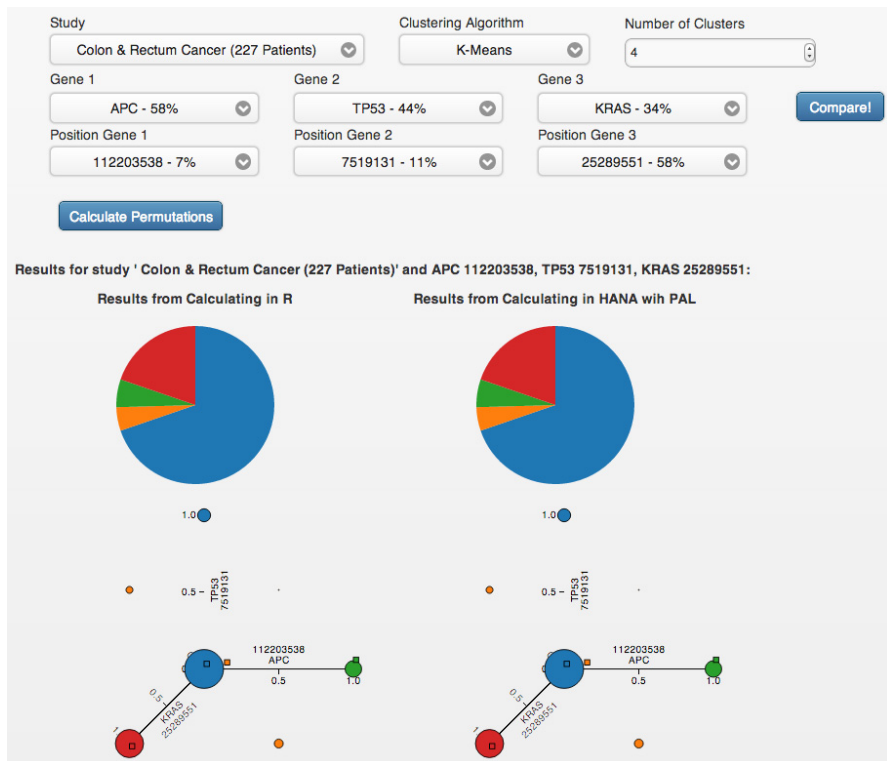 Study Clustering Algorithm Number of Clusters
Colon & Rectum Cancer (227 Patients) K-Means 4
Gene 1 Gene 2 Gene 3
APC - 58% TP53 - 44% KRAS - 34% Compare!
Position Gene 1 Position Gene 2 Position Gene 3
112203538 - 7% 7519131 - 11% 25289551 - 58%
Calculate Permutations
Results for study ' Colon & Rectum Cancer (227 Patients)' and APC 112203538, TP53 7519131, KRAS 25289551:
Results from Calculating in R Results from Calculating in HANA wih PAL
1.0 1.0
0.5 TP53 0.5 TP53
7519131 7519131
112203538 112203538
APC APC
0.5 1.0 0.5 1.0
0.5 0.5
KRAS KRAS
25289551 25289551